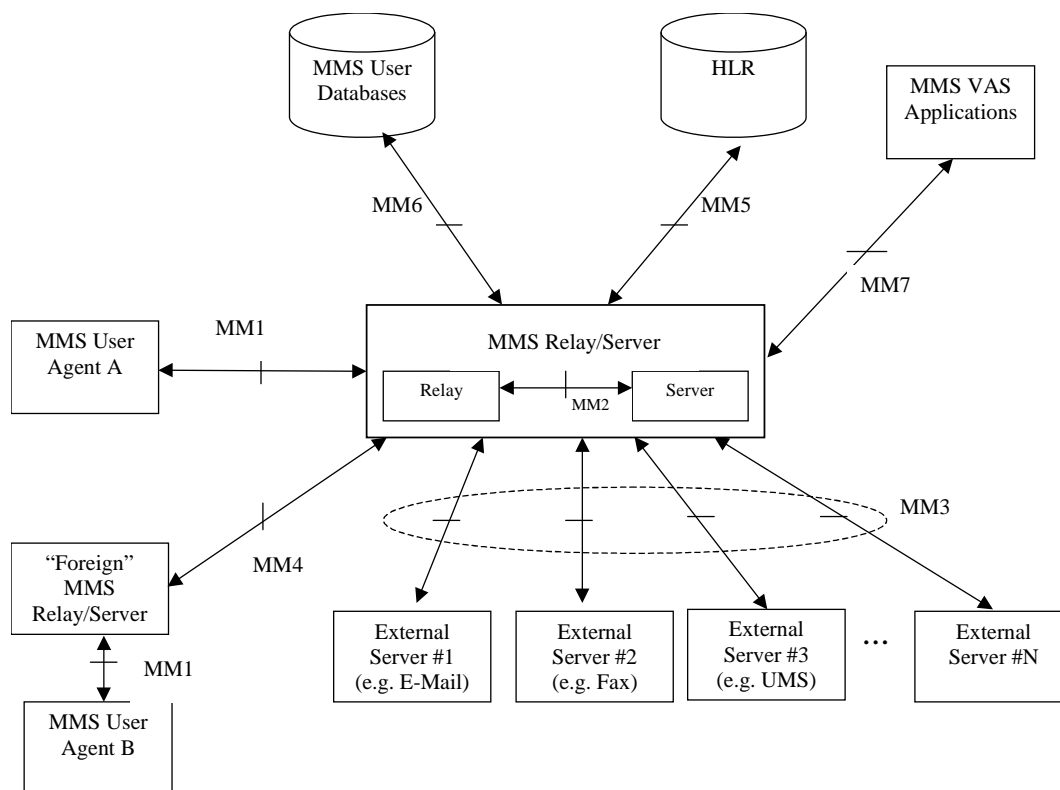 MMS User
Databases
HLR
MMS VAS
Applications
MM6
MM5
MM7
MM1
MMS User
Agent A
MMS Relay/Server
Relay
MM2
Server
MM3
“Foreign”
MMS
Relay/Server
MM4
MM1
MMS User
Agent B
External
Server #1
(e.g. E-Mail)
External
Server #2
(e.g. Fax)
External
Server #3
(e.g. UMS)
...
External
Server #N